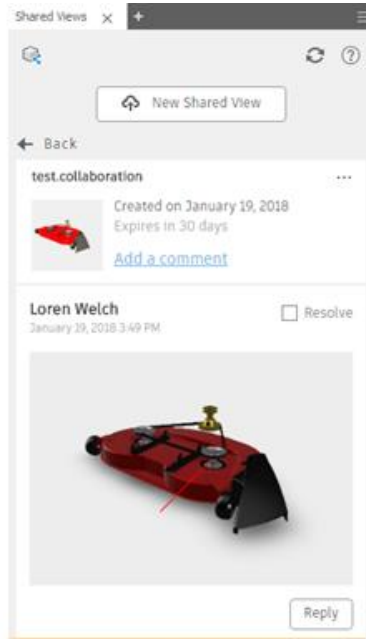 Shared Views
New Shared View
Back
test.collaboration
Created on January 19, 2018
Expires in 30 days
Add a comment
Loren Welch
Resolve
January 19, 2018 3:49 PM
Reply